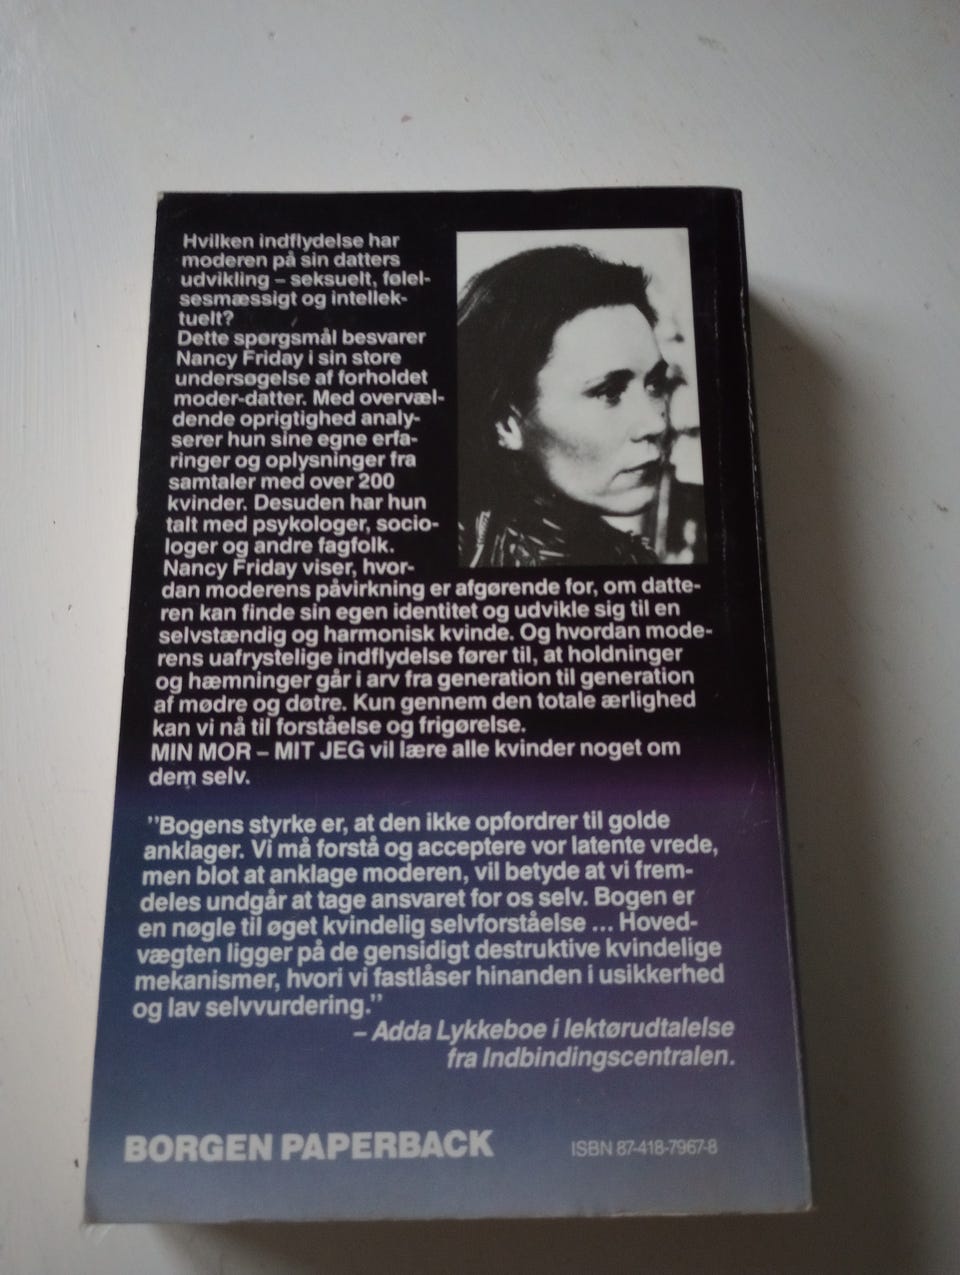 Hvilken indflydelse har
moderen på sin datters
udvikling – seksuelt, følel-
sesmæssigt og intellek-
tuelt?
Dette spørgsmål besvarer
Nancy Friday i sin store
undersøgelse af forholdet
moder-datter. Med overvæl-
dende oprigtighed analy-
serer hun sine egne erfa-
ringer og oplysninger fra
samtaler med over 200
kvinder. Desuden har hun
talt med psykologer, socio-
loger og andre fagfolk.
Nancy Friday viser, hvor-
dan moderens påvirkning er afgørende for, om datte-
ren kan finde sin egen identitet og udvikle sig til en
selvstændig og harmonisk kvinde. Og hvordan mode-
rens uafrystelige indflydelse fører til, at holdninger
og hæmninger går i arv fra generation til generation
af mødre og døtre. Kun gennem den totale ærlighed
kan vi nå til forståelse og frigørelse.
MIN MOR – MIT JEG vil lære alle kvinder noget om
dem selv.
"Bogens styrke er, at den ikke opfordrer til golde
anklager. Vi må forstå og acceptere vor latente vrede,
men blot at anklage moderen, vil betyde at vi frem-
deles undgår at tage ansvaret for os selv. Bogen er
en nøgle til øget kvindelig selvforståelse ... Hoved-
vægten ligger på de gensidigt destruktive kvindelige
mekanismer, hvori vi fastlåser hinanden i usikkerhed
og lav selvvurdering."
– Adda Lykkeboe i lektørudtalelse
fra Indbindingscentralen.
BORGEN PAPERBACK
ISBN 87-418-7967-8